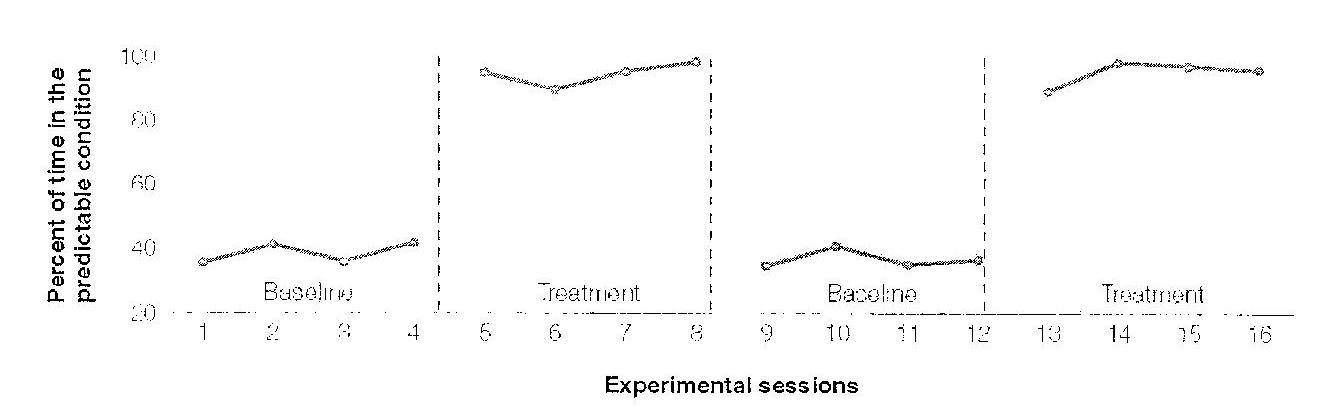 Percent of time in the
predictable condition
100
80
60
40
20
Baseline
Treatment
Baseline
Treatment
1 2 3 4 5 6 7 8 9 10 11 12 13 14 15 16
Experimental sessions